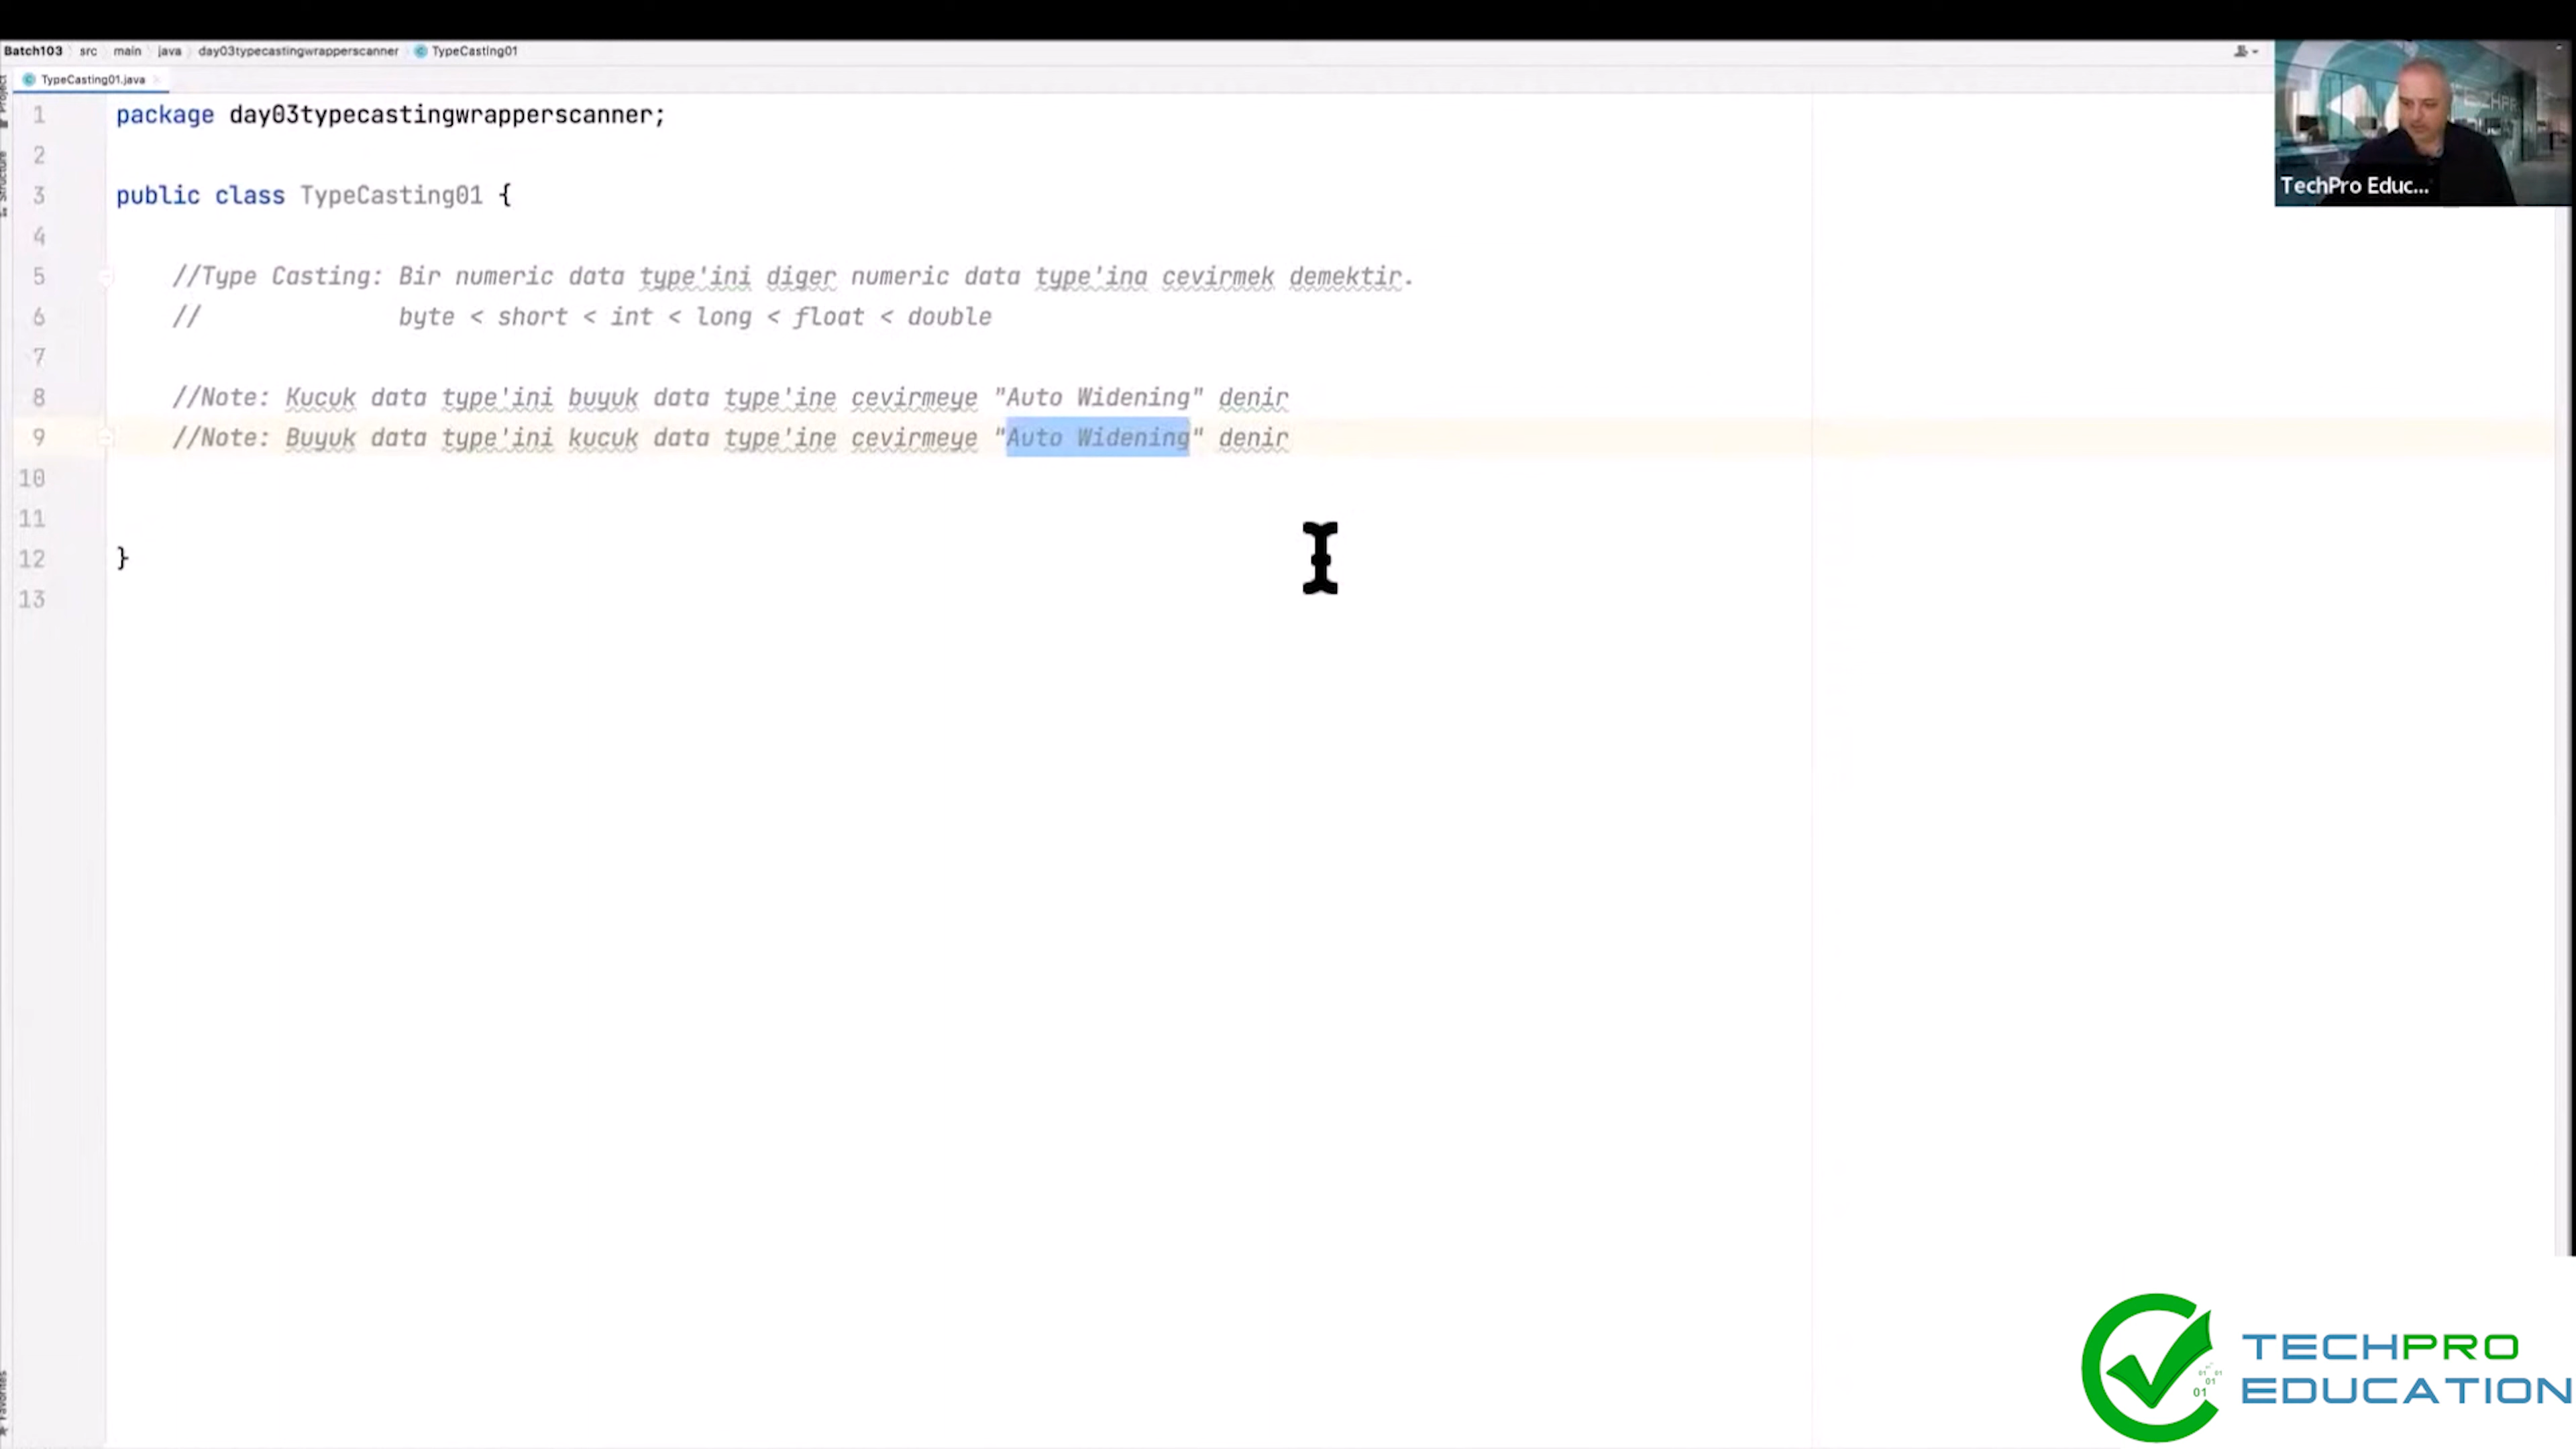 Batch103 src main java day03typecastingwrapperscanner TypeCasting01
TypeCasting01.java
Project
Structure
1 package day03typecastingwrapperscanner;
2
3 public class TypeCasting01 {
4
5 //Type Casting: Bir numeric data type'ini diger numeric data type'ina cevirmek demektir.
6 // byte < short < int < long < float < double
7
8 //Note: Kucuk data type'ini buyuk data type'ine cevirmeye "Auto Widening" denir
9 //Note: Buyuk data type'ini kucuk data type'ine cevirmeye "Auto Widening" denir
10
11
12 }
13
TechPro Educ...
Favorites
TECHPRO
EDUCATION
01